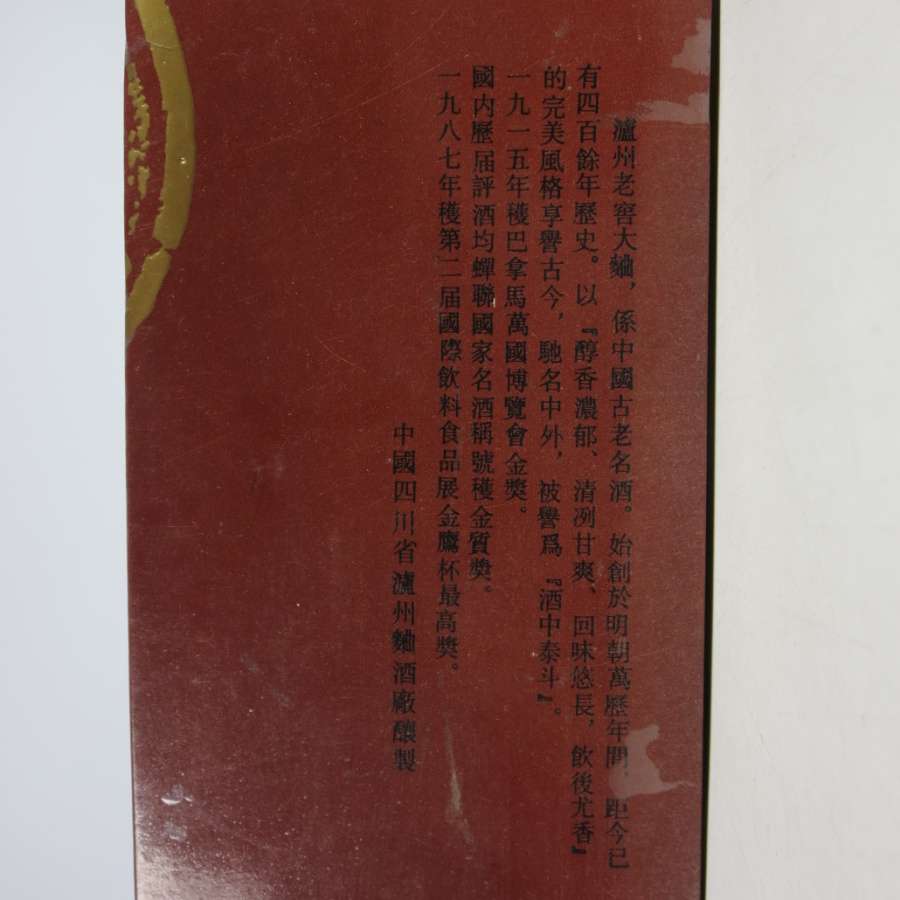 瀘州老窖大麯，係中國古老名酒。始創於明朝萬歷年間，距今已
有四百餘年歷史。以『醇香濃郁、清冽甘爽、回味悠長，飲後尤香』
的完美風格享譽古今，馳名中外，被譽爲『酒中泰斗』。
一九一五年穫巴拿馬萬國博覽會金獎。
國内歷届評酒均蟬聯國家名酒稱號穫金質獎。
一九八七年穫第二届國際飲料食品展金鷹杯最高獎。
中國四川省瀘州麯酒廠釀製